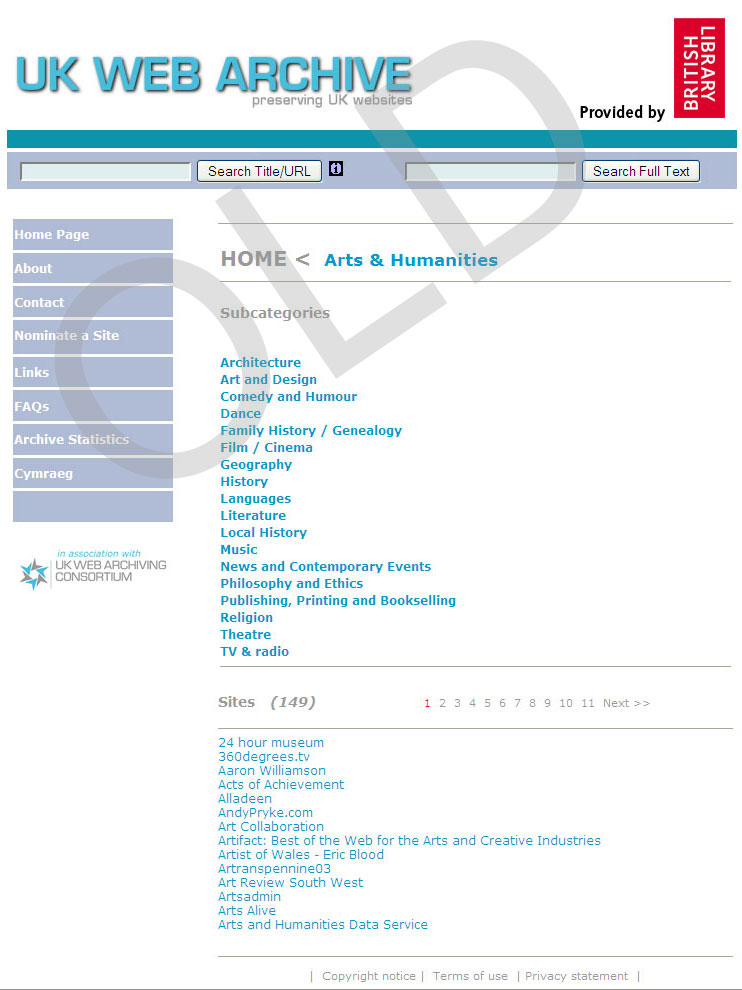 UK WEB ARCHIVE
preserving UK websites
Provided by
BRITISH
LIBRARY
Search Title/URL
i
Search Full Text
OLD
Home Page
About
Contact
Nominate a Site
Links
FAQs
Archive Statistics
Cymraeg
in association with
UK WEB ARCHIVING
CONSORTIUM
HOME < Arts & Humanities
Subcategories
Architecture
Art and Design
Comedy and Humour
Dance
Family History / Genealogy
Film / Cinema
Geography
History
Languages
Literature
Local History
Music
News and Contemporary Events
Philosophy and Ethics
Publishing, Printing and Bookselling
Religion
Theatre
TV & radio
Sites (149) 1 2 3 4 5 6 7 8 9 10 11 Next >>
24 hour museum
360degrees.tv
Aaron Williamson
Acts of Achievement
Alladeen
AndyPryke.com
Art Collaboration
Artifact: Best of the Web for the Arts and Creative Industries
Artist of Wales - Eric Blood
Artranspennine03
Art Review South West
Artsadmin
Arts Alive
Arts and Humanities Data Service
| Copyright notice | Terms of use | Privacy statement |